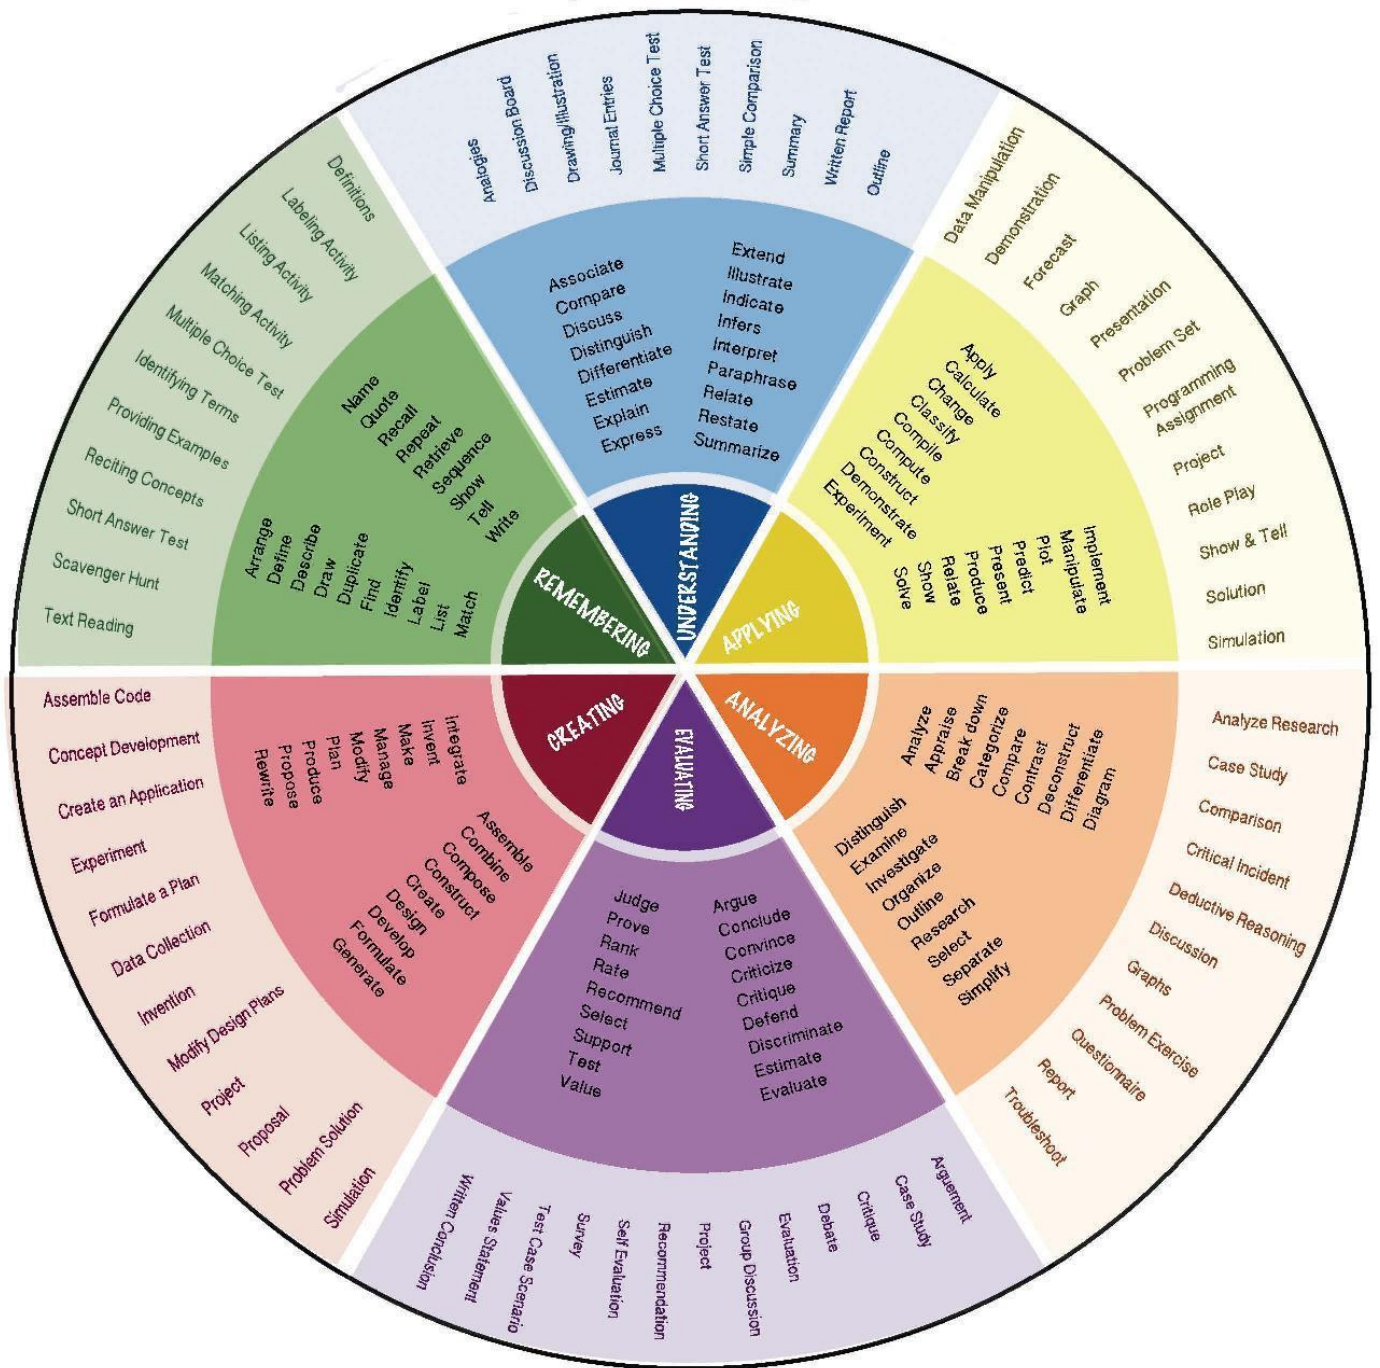 Analogies
Discussion Board
Drawing/Illustration
Journal Entries
Multiple Choice Test
Short Answer Test
Simple Comparison
Summary
Written Report
Outline
Associate
Compare
Discuss
Distinguish
Differentiate
Estimate
Explain
Express
Extend
Illustrate
Indicate
Infers
Interpret
Paraphrase
Relate
Restate
Summarize
UNDERSTANDING
Data Manipulation
Demonstration
Forecast
Graph
Presentation
Problem Set
Programming
Assignment
Project
Role Play
Show & Tell
Solution
Simulation
Apply
Calculate
Change
Classify
Compile
Compute
Construct
Demonstrate
Experiment
Implement
Manipulate
Plot
Predict
Present
Produce
Relate
Show
Solve
APPLYING
Analyze Research
Case Study
Comparison
Critical Incident
Deductive Reasoning
Discussion
Graphs
Problem Exercise
Questionnaire
Report
Troubleshoot
Analyze
Appraise
Break down
Categorize
Compare
Contrast
Deconstruct
Differentiate
Diagram
Distinguish
Examine
Investigate
Organize
Outline
Research
Select
Separate
Simplify
ANALYZING
Arguement
Case Study
Critique
Debate
Evaluation
Group Discussion
Project
Recommendation
Self Evaluation
Survey
Test Case Scenario
Values Statement
Written Conclusion
Argue
Conclude
Convince
Criticize
Critique
Defend
Discriminate
Estimate
Evaluate
Judge
Prove
Rank
Rate
Recommend
Select
Support
Test
Value
EVALUATING
Assemble Code
Concept Development
Create an Application
Experiment
Formulate a Plan
Data Collection
Invention
Modify Design Plans
Project
Proposal
Problem Solution
Simulation
Assemble
Combine
Compose
Construct
Create
Design
Develop
Formulate
Generate
Integrate
Invent
Make
Manage
Modify
Plan
Produce
Propose
Rewrite
CREATING
Definitions
Labeling Activity
Listing Activity
Matching Activity
Multiple Choice Test
Identifying Terms
Providing Examples
Reciting Concepts
Short Answer Test
Scavenger Hunt
Text Reading
Arrange
Define
Describe
Draw
Duplicate
Find
Identify
Label
List
Match
Name
Quote
Recall
Repeat
Retrieve
Sequence
Show
Tell
Write
REMEMBERING